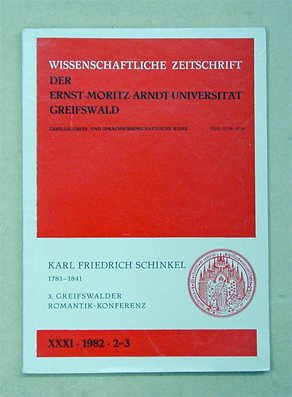 WISSENSCHAFTLICHE ZEITSCHRIFT
DER
ERNST-MORITZ-ARNDT-UNIVERSITÄT
GREIFSWALD
GESELLSCHAFTS- UND SPRACHWISSENSCHAFTLICHE REIHE
KARL FRIEDRICH SCHINKEL
1781–1841
3. GREIFSWALDER
ROMANTIK-KONFERENZ
XXXI · 1982 · 2–3